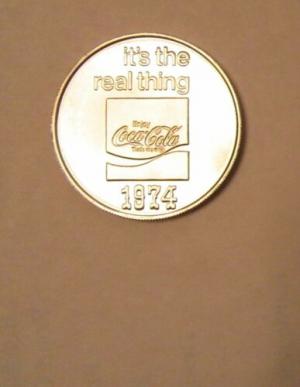 it's the
real thing
Enjoy
Coca-Cola
1974